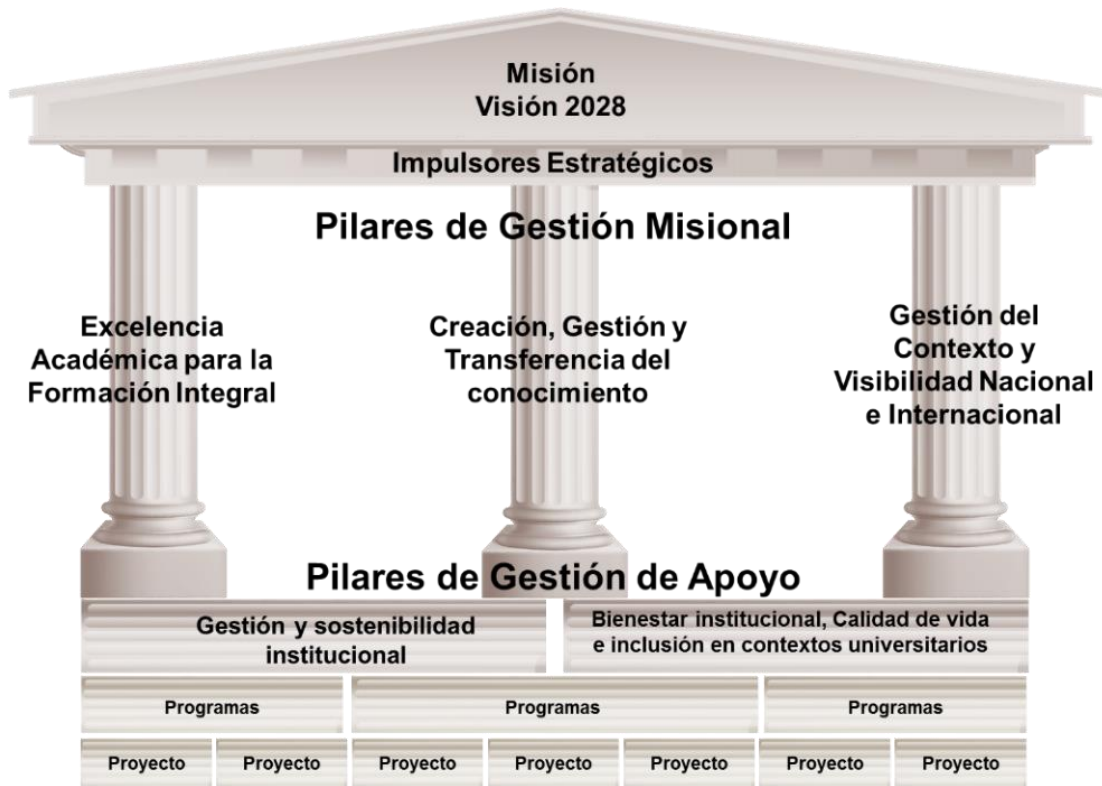 Misión
Visión 2028
Impulsores Estratégicos
Pilares de Gestión Misional
Excelencia
Académica para la
Formación Integral
Creación, Gestión y
Transferencia del
conocimiento
Gestión del
Contexto y
Visibilidad Nacional
e Internacional
Pilares de Gestión de Apoyo
Gestión y sostenibilidad
institucional
Bienestar institucional, Calidad de vida
e inclusión en contextos universitarios
Programas
Programas
Programas
Proyecto
Proyecto
Proyecto
Proyecto
Proyecto
Proyecto
Proyecto